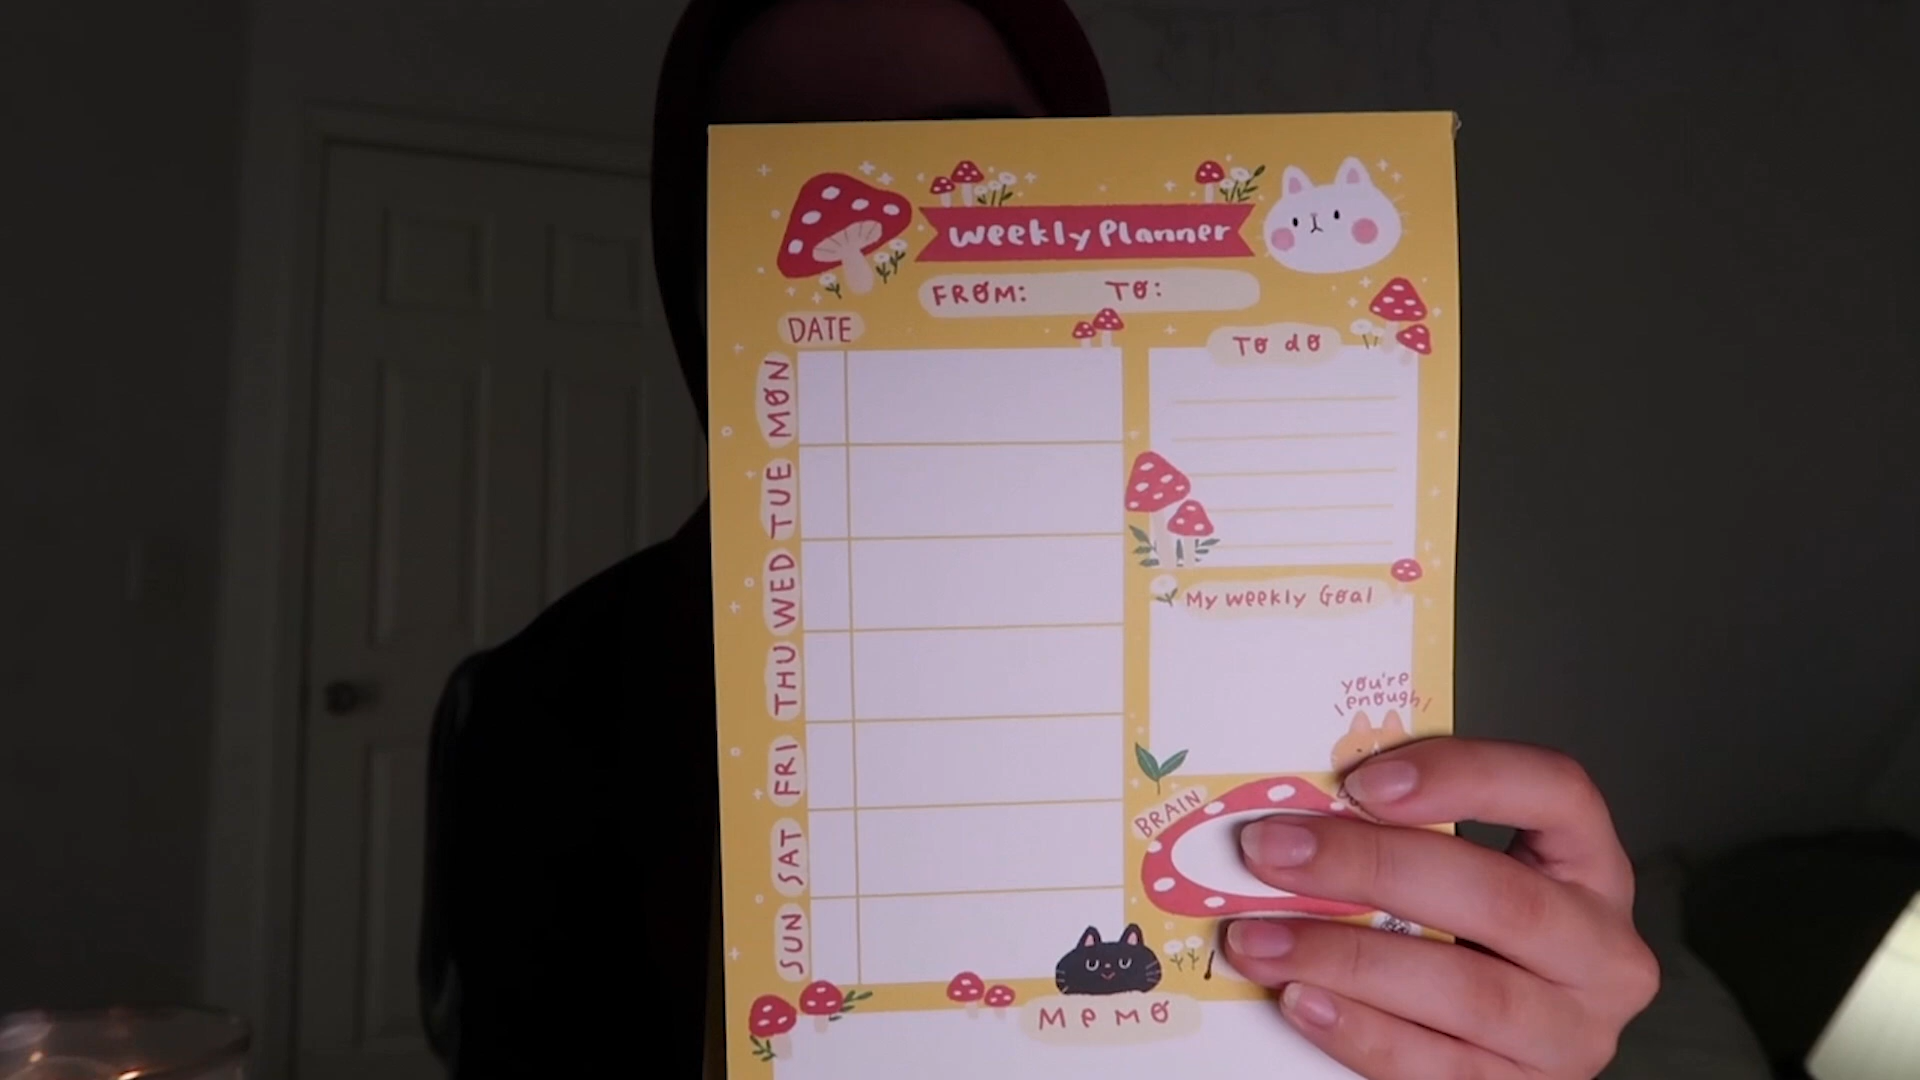 Weekly Planner
FROM: TO:
DATE
MON
TUE
WED
THU
FRI
SAT
SUN
To do
My weekly Goal
you're
enough
BRAIN
MEMO